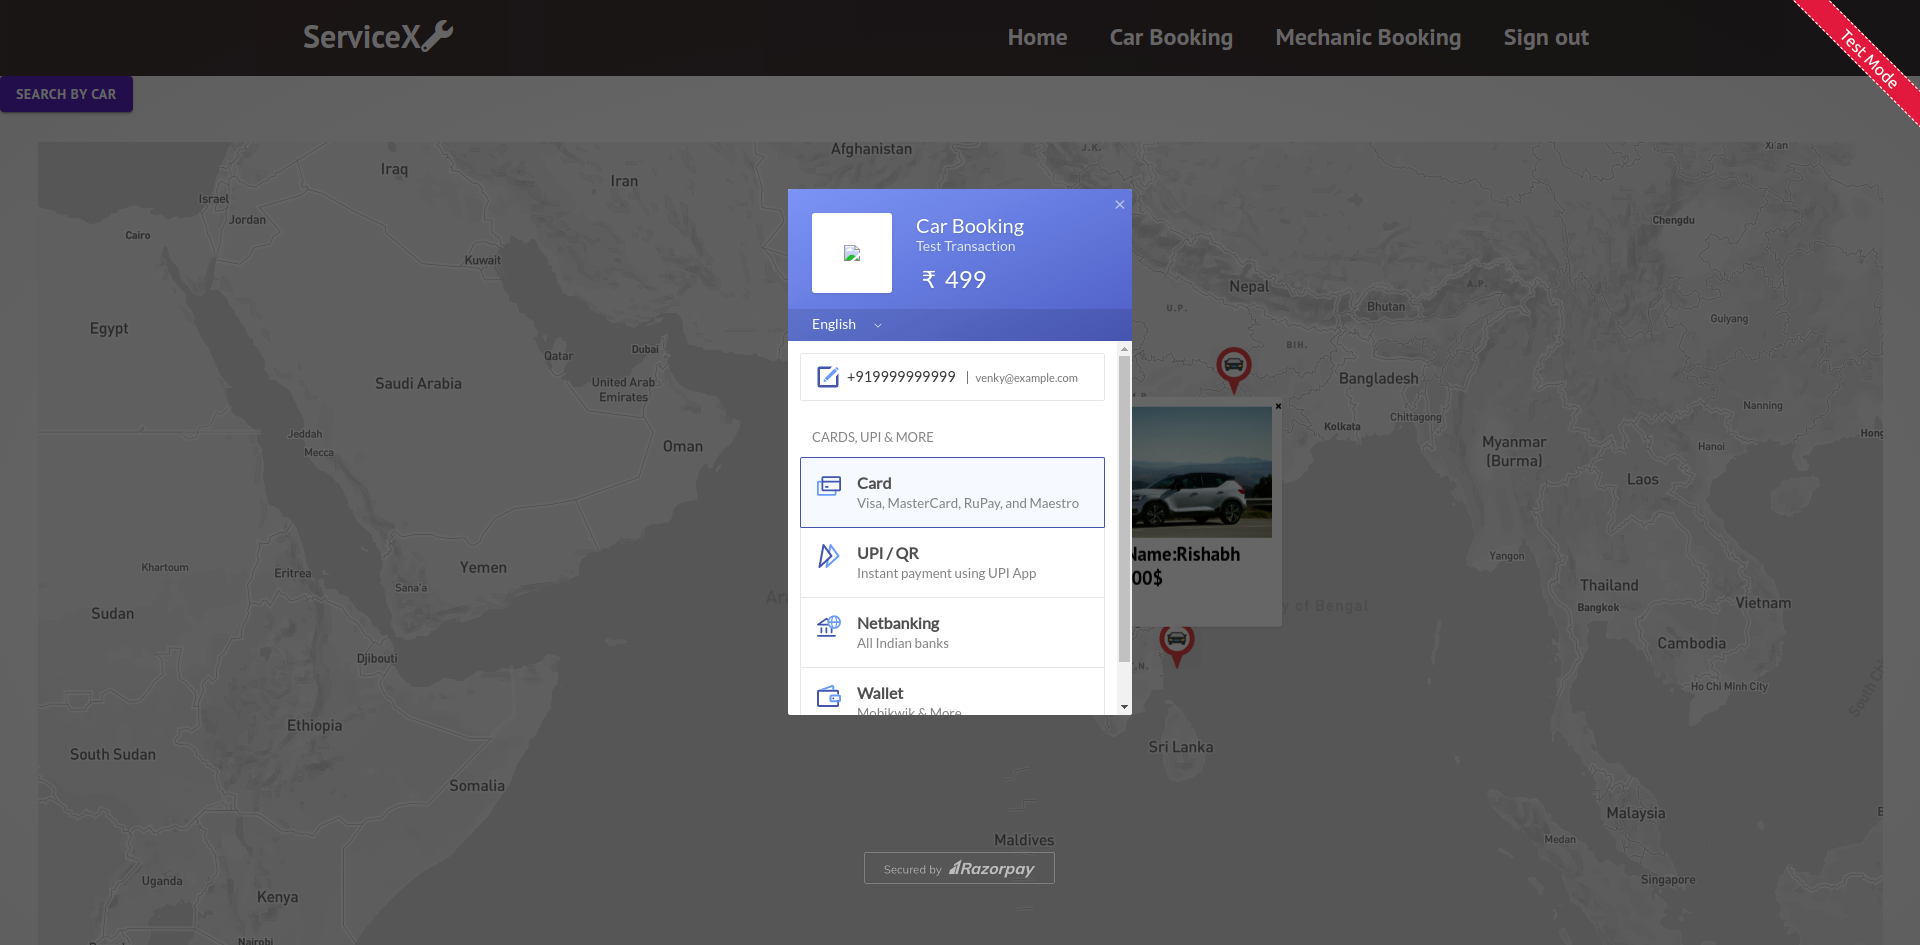 ServiceX
Home
Car Booking
Mechanic Booking
Sign out
Test Mode
SEARCH BY CAR
Afghanistan
J.K.
Xi'an
Iraq
Iran
Israel
Jordan
Cairo
Kuwait
Chengdu
Nepal
A.P.
Bhutan
U.P.
Guiyang
Egypt
Qatar
Dubai
BIH.
Saudi Arabia
United Arab
Emirates
Bangladesh
Chittagong
Nanning
Kolkata
Jeddah
Mecca
Oman
Myanmar
(Burma)
Hanoi
Hong
Laos
Khartoum
Eritrea
Sana'a
Yemen
Yangon
Sudan
Thailand
Bangkok
Vietnam
y of Bengal
Djibouti
Cambodia
Ho Chi Minh City
South C
Ethiopia
South Sudan
Sri Lanka
Somalia
Malaysia
Maldives
Medan
Uganda
Kenya
Singapore
Nairobi
Car Booking
Test Transaction
₹ 499
English
+919999999999 | venky@example.com
CARDS, UPI & MORE
Card
Visa, MasterCard, RuPay, and Maestro
UPI / QR
Instant payment using UPI App
Netbanking
All Indian banks
Wallet
Mobikwik & More
Name:Rishabh
00$
Secured by Razorpay